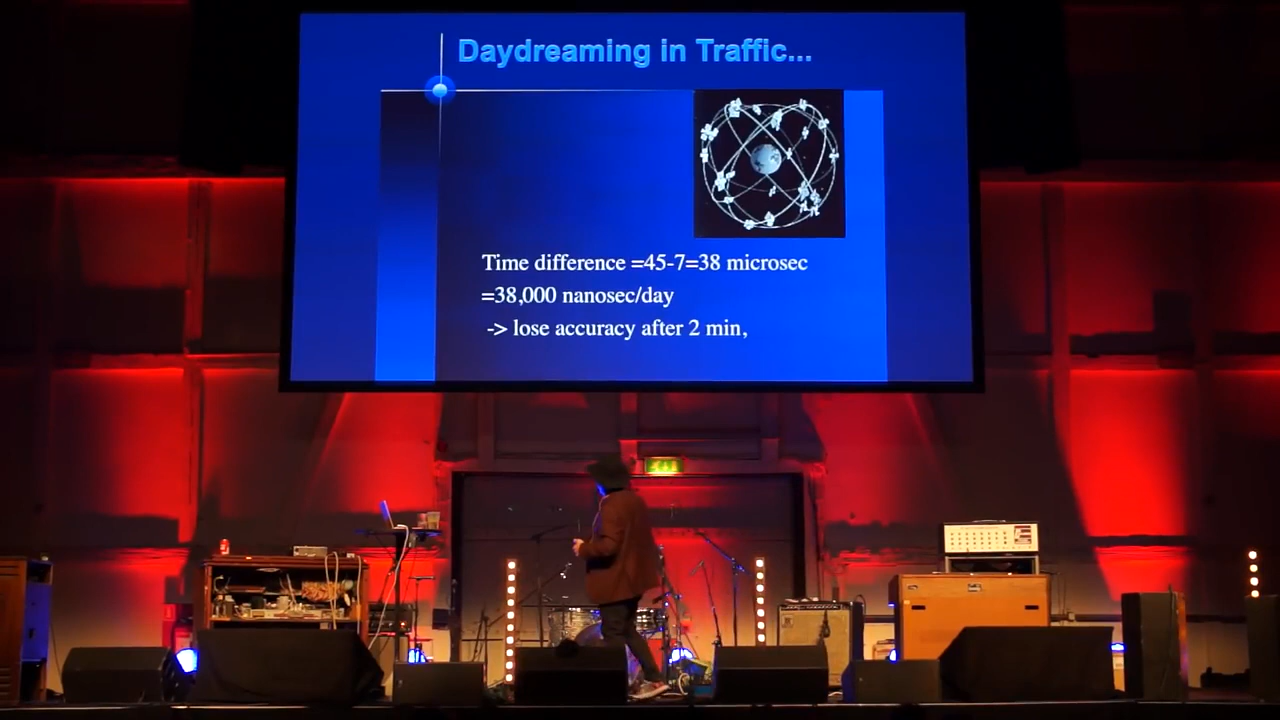 Daydreaming in Traffic...
Time difference =45-7=38 microsec
=38,000 nanosec/day
-> lose accuracy after 2 min,